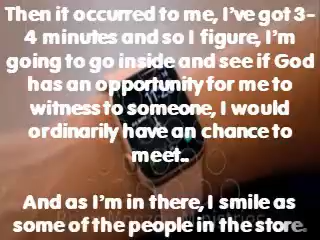 Then it occurred to me, I've got 3-
4 minutes and so I figure, I'm
going to go inside and see if God
has an opportunity for me to
witness to someone, I would
ordinarily have an chance to
meet..
And as I'm in there, I smile as
some of the people in the store.